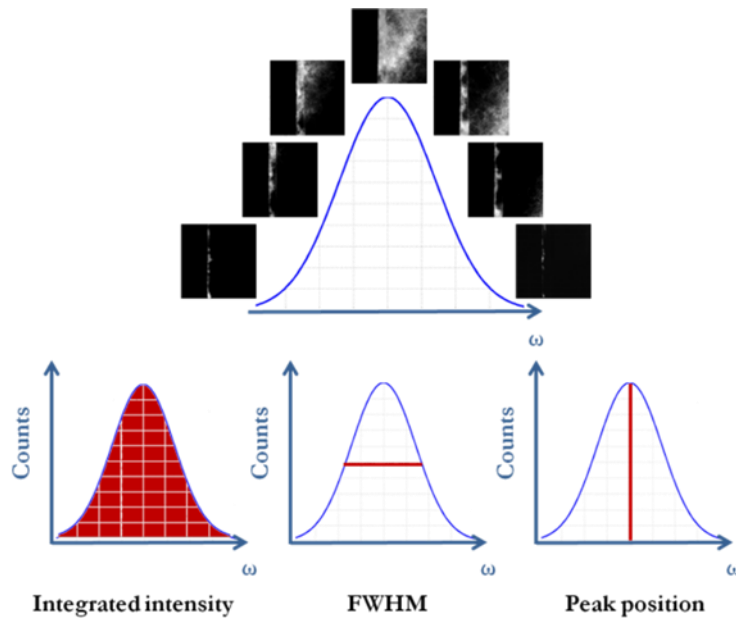 ω
Counts
ω
Integrated intensity
Counts
ω
FWHM
Counts
ω
Peak position